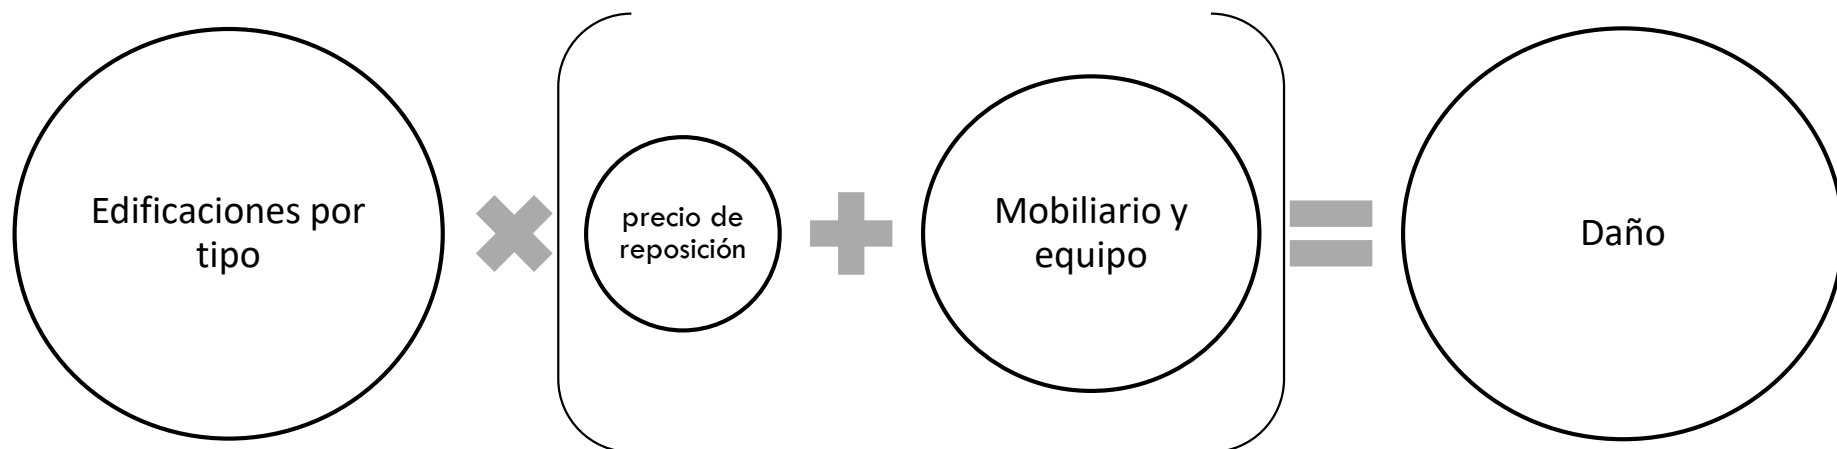 Edificaciones por
tipo
precio de
reposición
Mobiliario y
equipo
Daño